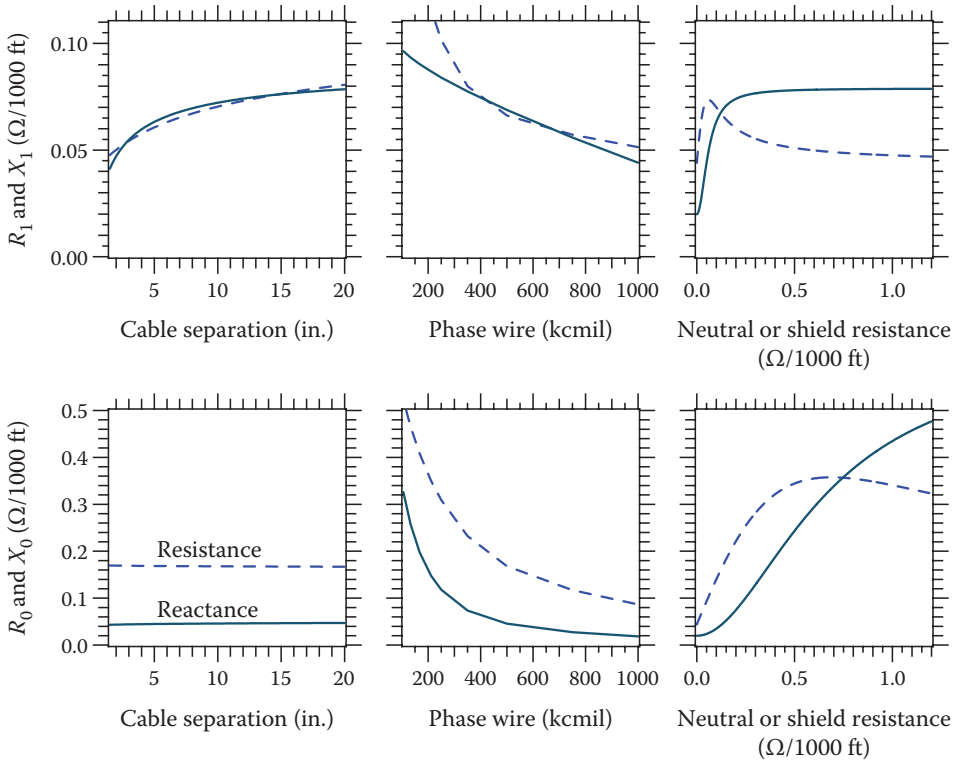 R1 and X1 (Ω/1000 ft)
0.10
0.05
0.00
5 10 15 20
Cable separation (in.)
200 400 600 800 1000
Phase wire (kcmil)
0.0 0.5 1.0
Neutral or shield resistance
(Ω/1000 ft)
R0 and X0 (Ω/1000 ft)
0.5
0.4
0.3
0.2
0.1
0.0
Resistance
Reactance
5 10 15 20
Cable separation (in.)
200 400 600 800 1000
Phase wire (kcmil)
0.0 0.5 1.0
Neutral or shield resistance
(Ω/1000 ft)